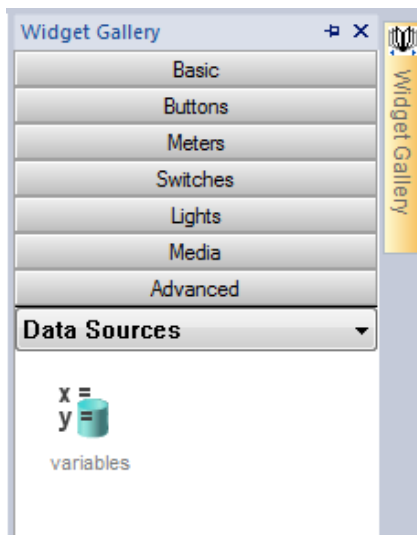 Widget Gallery
Basic
Buttons
Meters
Switches
Lights
Media
Advanced
Data Sources
x =
y =
variables
Widget Gallery